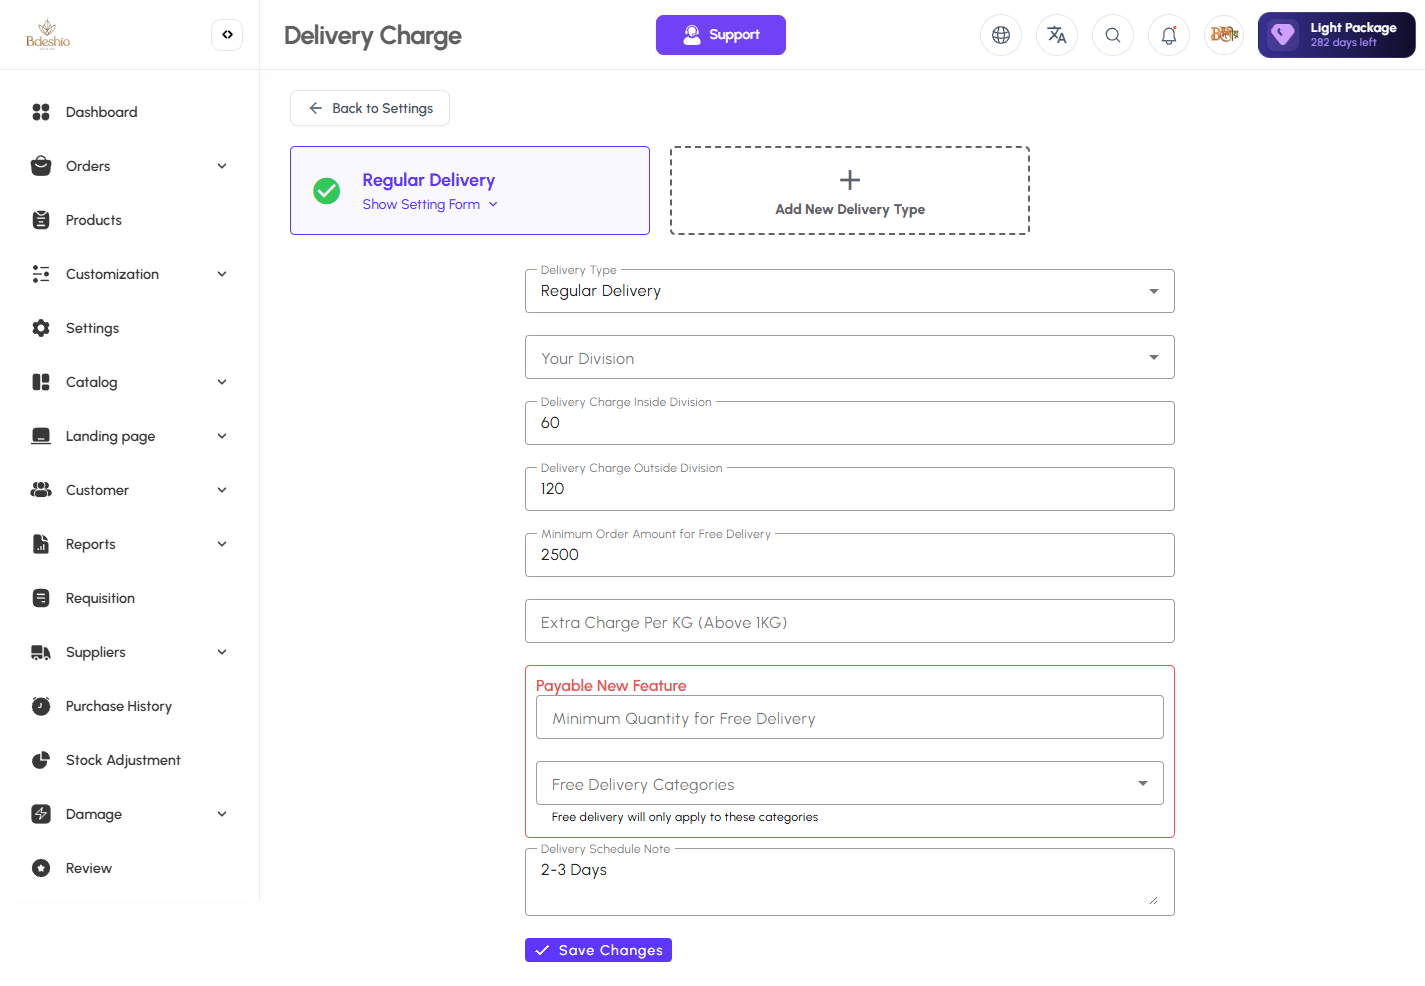 Bdeshio
Delivery Charge
Support
Light Package
282 days left
Dashboard
Orders
Products
Customization
Settings
Catalog
Landing page
Customer
Reports
Requisition
Suppliers
Purchase History
Stock Adjustment
Damage
Review
Back to Settings
Regular Delivery
Show Setting Form
Add New Delivery Type
Delivery Type
Regular Delivery
Your Division
Delivery Charge Inside Division
60
Delivery Charge Outside Division
120
Minimum Order Amount for Free Delivery
2500
Extra Charge Per KG (Above 1KG)
Payable New Feature
Minimum Quantity for Free Delivery
Free Delivery Categories
Free delivery will only apply to these categories
Delivery Schedule Note
2-3 Days
Save Changes